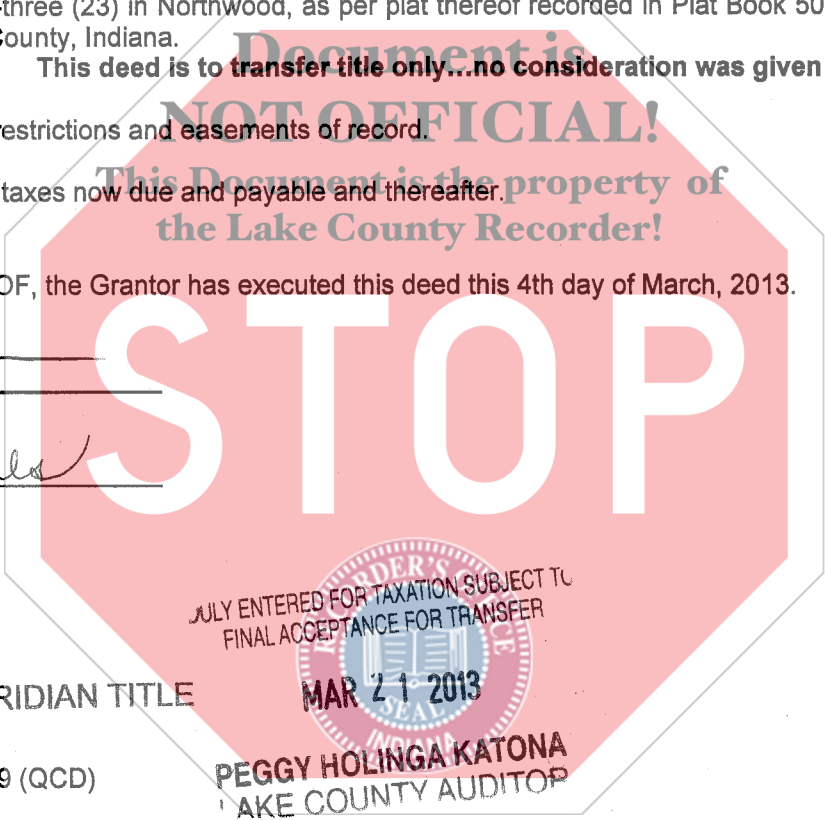 -three (23) in Northwood, as per plat thereof recorded in Plat Book 50
County, Indiana.
Document is
This deed is to transfer title only...no consideration was given
NOT OFFICIAL!
restrictions and easements of record.
This Document is the property of
taxes now due and payable and thereafter.
the Lake County Recorder!
OF, the Grantor has executed this deed this 4th day of March, 2013.
STOP
RECORDER'S OFFICE
ULY ENTERED FOR TAXATION SUBJECT TO
FINAL ACCEPTANCE FOR TRANSFER
RIDIAN TITLE
MAR 21 2013
SEAL
INDIANA
PEGGY HOLINGA KATONA
9 (QCD)
LAKE COUNTY AUDITOR